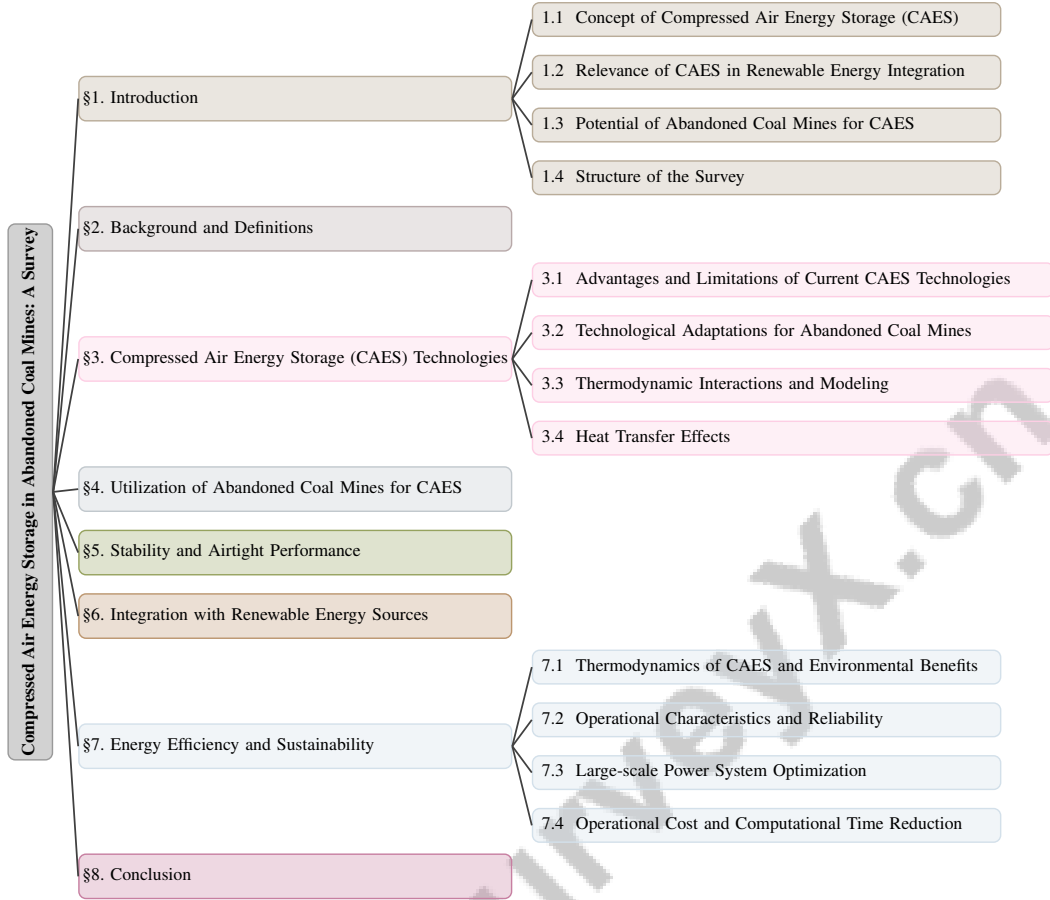 Compressed Air Energy Storage in Abandoned Coal Mines: A Survey
§1. Introduction
1.1 Concept of Compressed Air Energy Storage (CAES)
1.2 Relevance of CAES in Renewable Energy Integration
1.3 Potential of Abandoned Coal Mines for CAES
1.4 Structure of the Survey
§2. Background and Definitions
§3. Compressed Air Energy Storage (CAES) Technologies
3.1 Advantages and Limitations of Current CAES Technologies
3.2 Technological Adaptations for Abandoned Coal Mines
3.3 Thermodynamic Interactions and Modeling
3.4 Heat Transfer Effects
§4. Utilization of Abandoned Coal Mines for CAES
§5. Stability and Airtight Performance
§6. Integration with Renewable Energy Sources
§7. Energy Efficiency and Sustainability
7.1 Thermodynamics of CAES and Environmental Benefits
7.2 Operational Characteristics and Reliability
7.3 Large-scale Power System Optimization
7.4 Operational Cost and Computational Time Reduction
§8. Conclusion
urveyx.cn